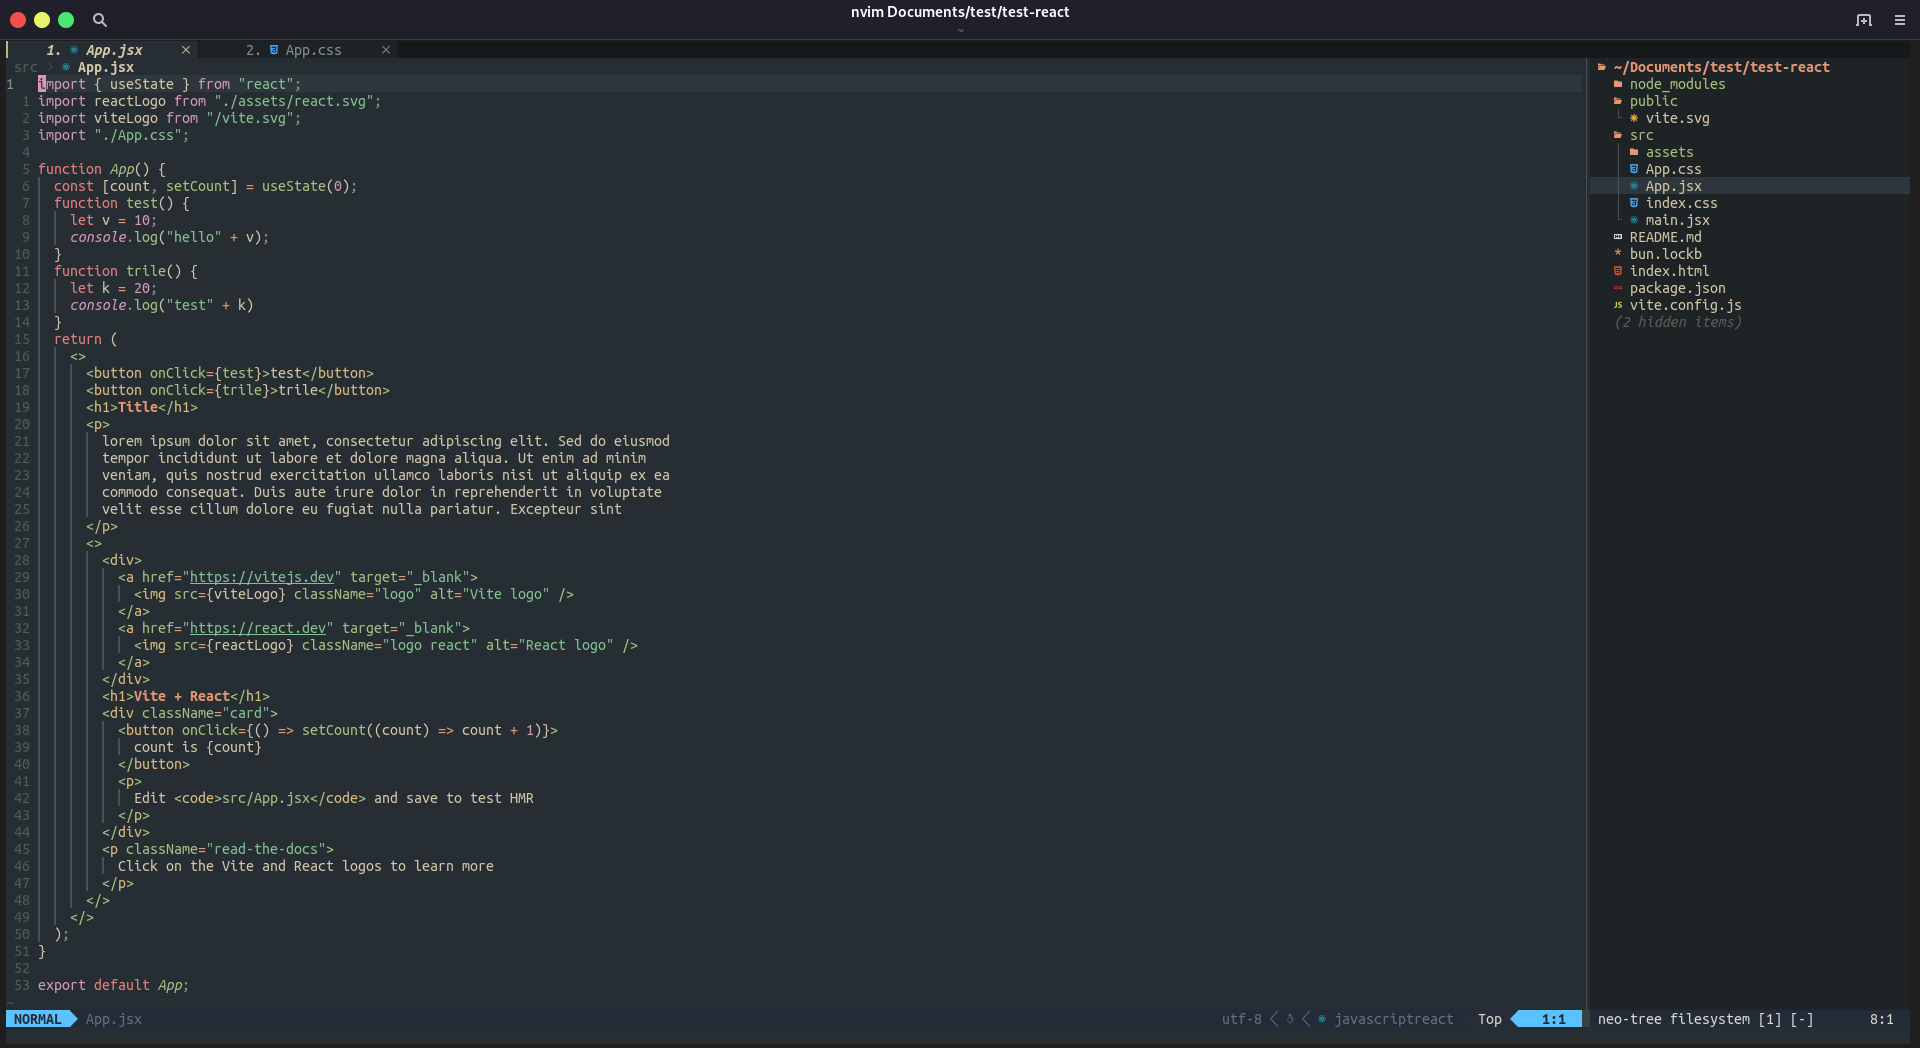 nvim Documents/test/test-react
~
1. App.jsx ×
2. App.css ×
src > App.jsx
1 import { useState } from "react";
1 import reactLogo from "./assets/react.svg";
2 import viteLogo from "/vite.svg";
3 import "./App.css";
4
5 function App() {
6 const [count, setCount] = useState(0);
7 function test() {
8 let v = 10;
9 console.log("hello" + v);
10 }
11 function trile() {
12 let k = 20;
13 console.log("test" + k)
14 }
15 return (
16 <>
17 <button onClick={test}>test</button>
18 <button onClick={trile}>trile</button>
19 <h1>Title</h1>
20 <p>
21 lorem ipsum dolor sit amet, consectetur adipiscing elit. Sed do eiusmod
22 tempor incididunt ut labore et dolore magna aliqua. Ut enim ad minim
23 veniam, quis nostrud exercitation ullamco laboris nisi ut aliquip ex ea
24 commodo consequat. Duis aute irure dolor in reprehenderit in voluptate
25 velit esse cillum dolore eu fugiat nulla pariatur. Excepteur sint
26 </p>
27 <>
28 <div>
29 <a href="https://vitejs.dev" target="_blank">
30 <img src={viteLogo} className="logo" alt="Vite logo" />
31 </a>
32 <a href="https://react.dev" target="_blank">
33 <img src={reactLogo} className="logo react" alt="React logo" />
34 </a>
35 </div>
36 <h1>Vite + React</h1>
37 <div className="card">
38 <button onClick={() => setCount((count) => count + 1)}>
39 count is {count}
40 </button>
41 <p>
42 Edit <code>src/App.jsx</code> and save to test HMR
43 </p>
44 </div>
45 <p className="read-the-docs">
46 Click on the Vite and React logos to learn more
47 </p>
48 </>
49 </>
50 );
51 }
52
53 export default App;
~
~/Documents/test/test-react
node_modules
public
vite.svg
src
assets
App.css
App.jsx
index.css
main.jsx
README.md
bun.lockb
index.html
package.json
JS vite.config.js
(2 hidden items)
NORMAL App.jsx utf-8 javascriptreact Top 1:1
neo-tree filesystem [1] [-] 8:1